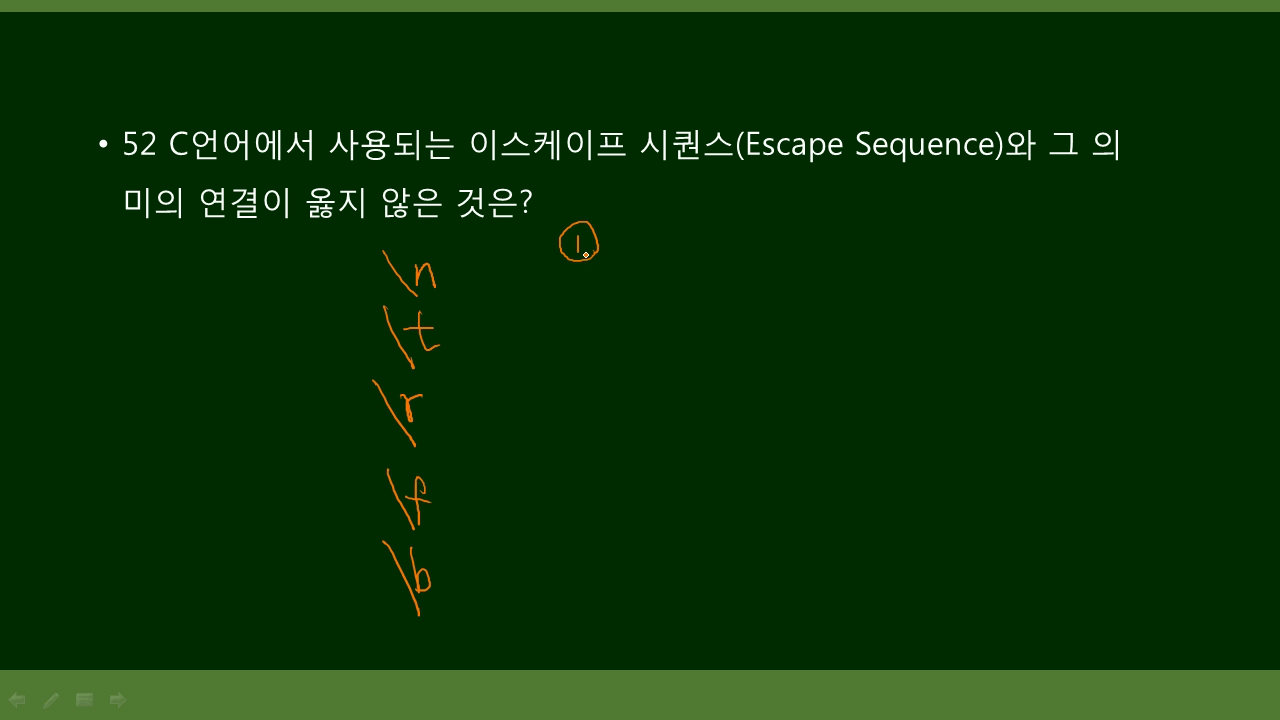 • 52 C언어에서 사용되는 이스케이프 시퀀스(Escape Sequence)와 그 의
미의 연결이 옳지 않은 것은?
①
\n
\t
\r
\f
\b